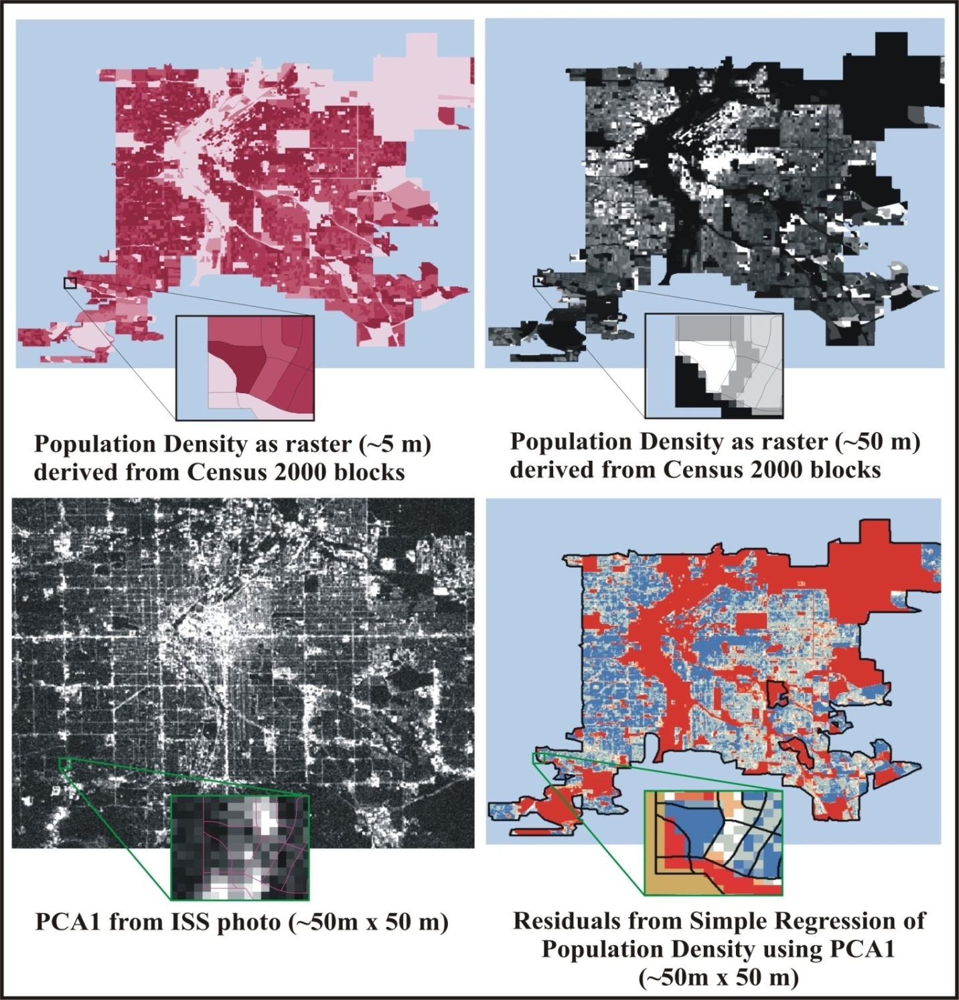 Population Density as raster (~5 m)
derived from Census 2000 blocks
Population Density as raster (~50 m)
derived from Census 2000 blocks
PCA1 from ISS photo (~50m x 50 m)
Residuals from Simple Regression of
Population Density using PCA1
(~50m x 50 m)